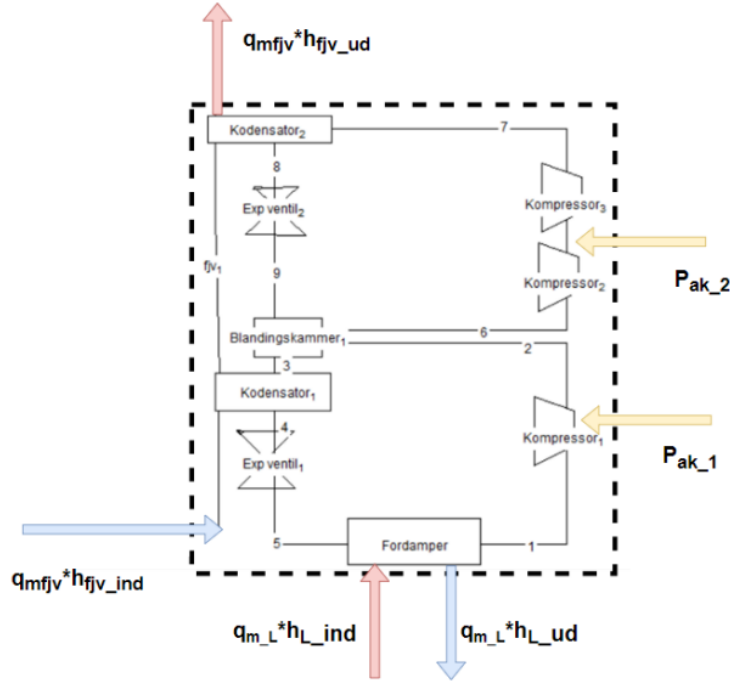 qmfjv*hfjv_ud
Kodensator2
7
8
Kompressor3
Exp ventil2
fjv1
9
Pak_2
Kompressor2
Blandingskammer1
6
2
3
Kodensator1
4
Kompressor1
Pak_1
Exp ventil1
5
Fordamper
1
qmfjv*hfjv_ind
qm_L*hL_ind
qm_L*hL_ud